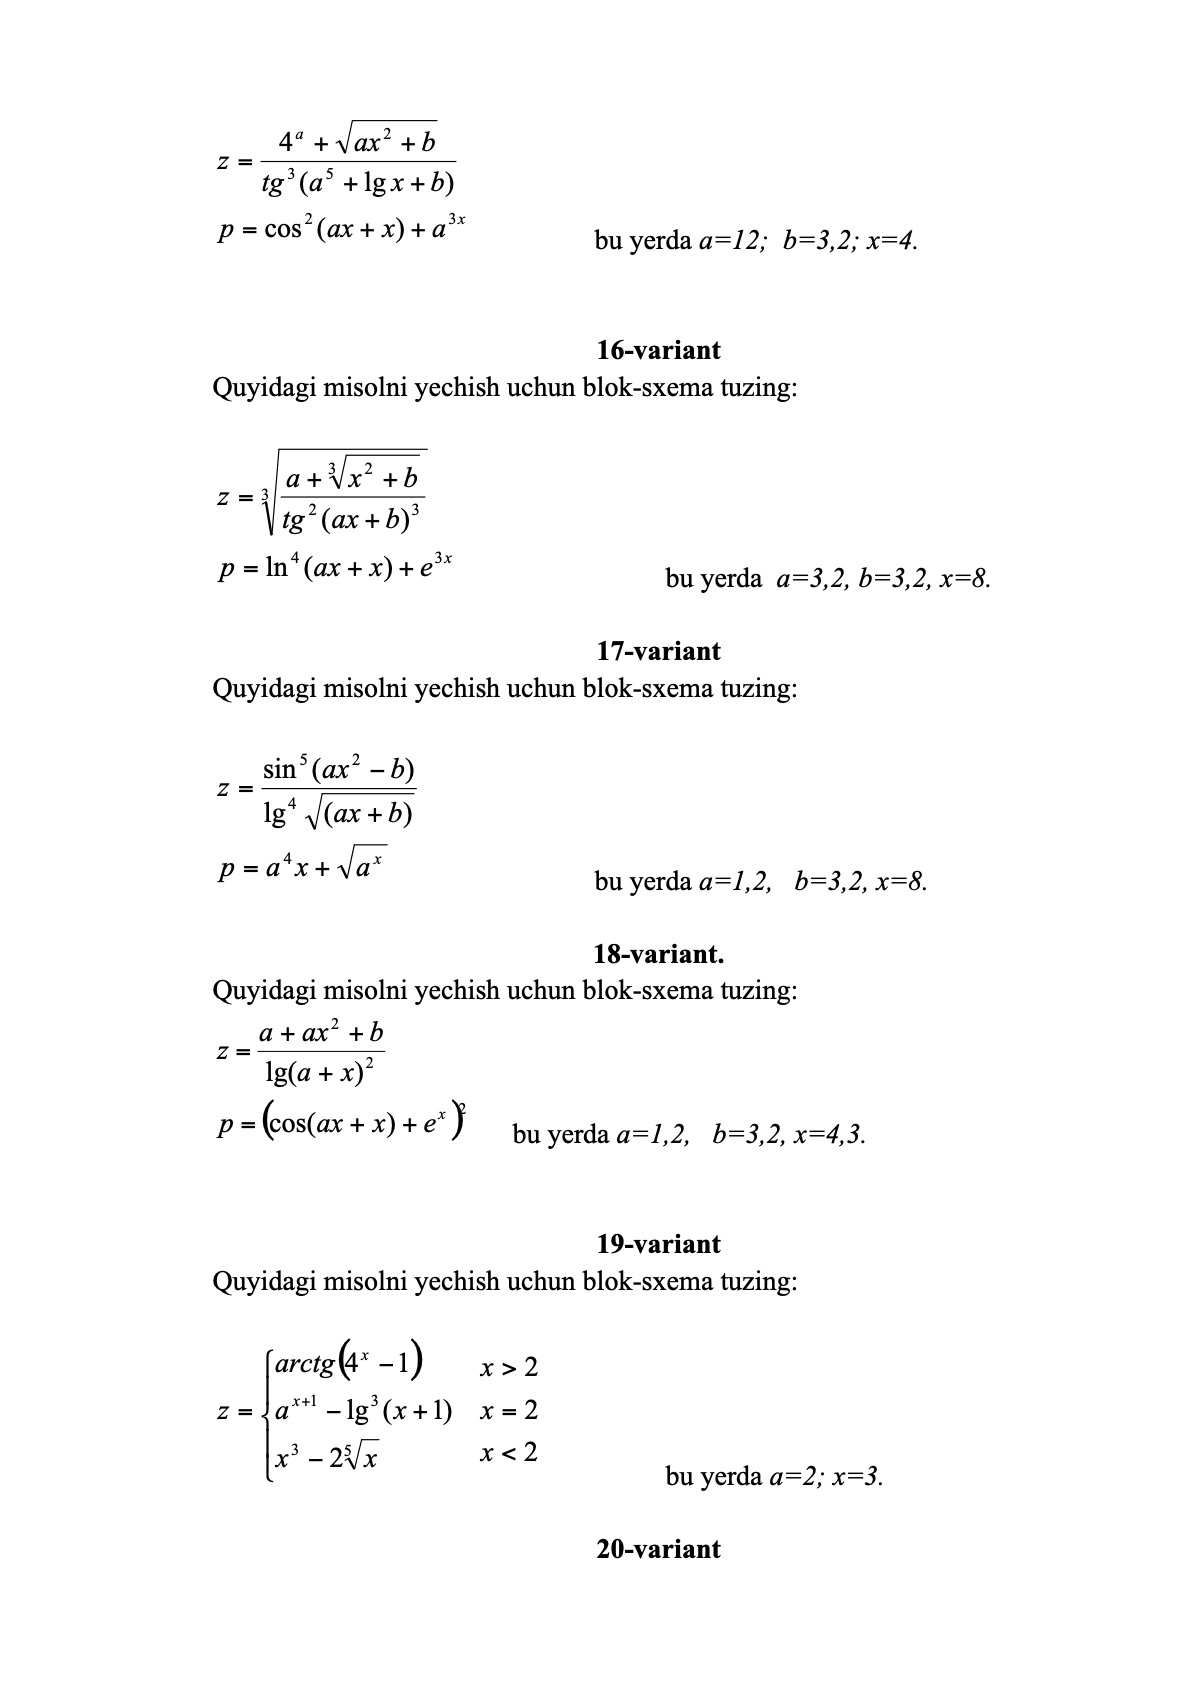 z = \frac{4^a + \sqrt{ax^2 + b}}{tg^3(a^5 + \lg x + b)}
p = cos^2(ax + x) + a^{3x} bu yerda a=12; b=3,2; x=4.
16-variant
Quyidagi misolni yechish uchun blok-sxema tuzing:
z = \sqrt[3]{\frac{a + \sqrt[3]{x^2 + b}}{tg^2(ax + b)^3}}
p = ln^4(ax + x) + e^{3x} bu yerda a=3,2, b=3,2, x=8.
17-variant
Quyidagi misolni yechish uchun blok-sxema tuzing:
z = \frac{\sin^5(ax^2 - b)}{\lg^4 \sqrt{(ax + b)}}
p = a^4x + \sqrt{a^x} bu yerda a=1,2, b=3,2, x=8.
18-variant.
Quyidagi misolni yechish uchun blok-sxema tuzing:
z = \frac{a + ax^2 + b}{\lg(a + x)^2}
p = (cos(ax + x) + e^x)^2 bu yerda a=1,2, b=3,2, x=4,3.
19-variant
Quyidagi misolni yechish uchun blok-sxema tuzing:
z = \begin{cases} arctg(4^x - 1) & x > 2 \\ a^{x+1} - \lg^3(x + 1) & x = 2 \\ x^3 - 2\sqrt[5]{x} & x < 2 \end{cases}
bu yerda a=2; x=3.
20-variant